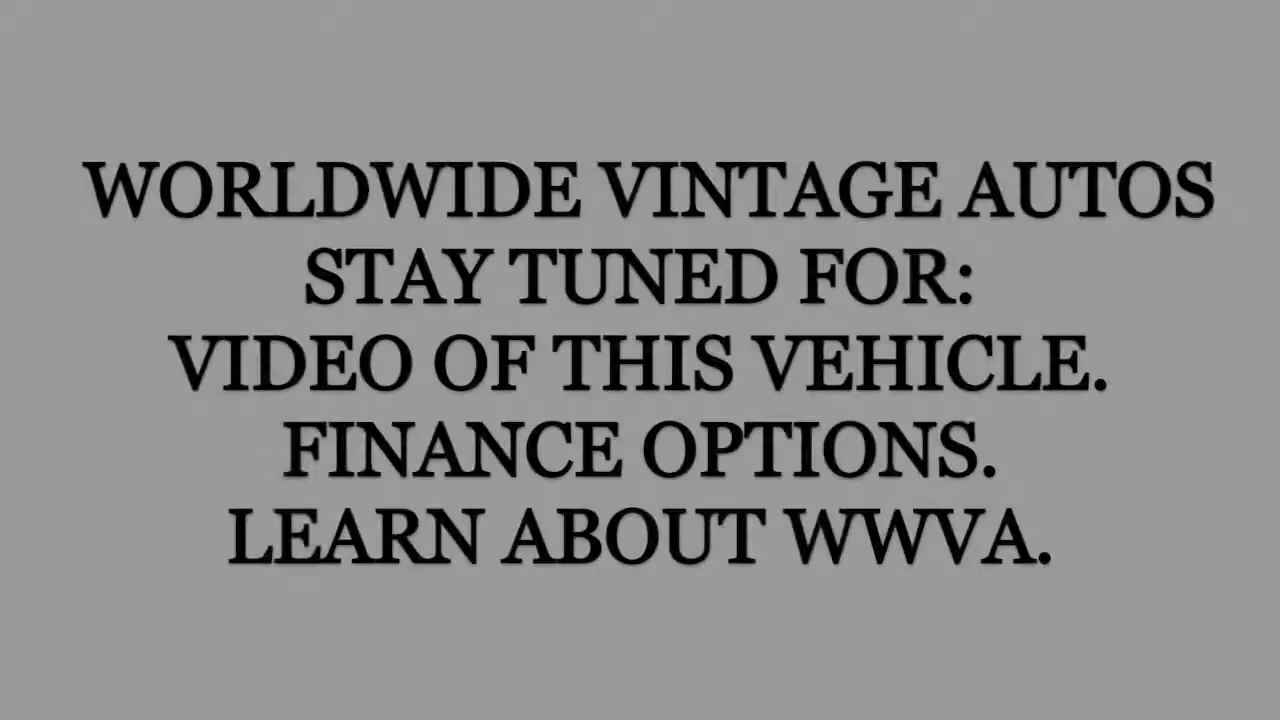 WORLDWIDE VINTAGE AUTOS
STAY TUNED FOR:
VIDEO OF THIS VEHICLE.
FINANCE OPTIONS.
LEARN ABOUT WWVA.